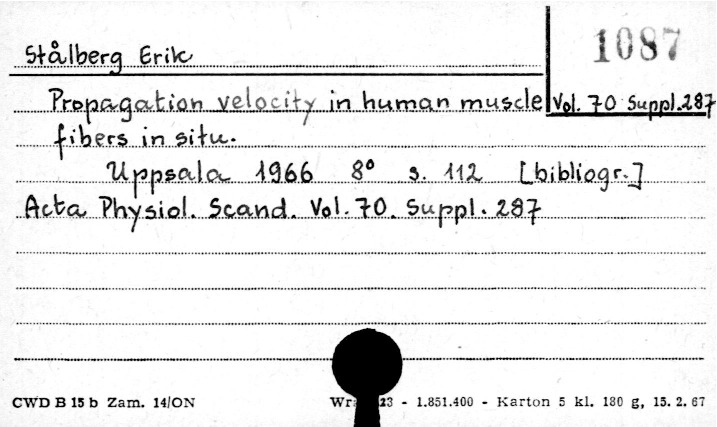 1087
Stålberg Erik
Propagation velocity in human muscle Vol. 70 Suppl. 287
fibers in situ.
Uppsala 1966 8° s. 112 [bibliogr.]
Acta Physiol. Scand. Vol. 70. Suppl. 287
CWD B 15 b Zam. 14/ON 23 - 1.851.400 - Karton 5 kl. 180 g, 15. 2. 67